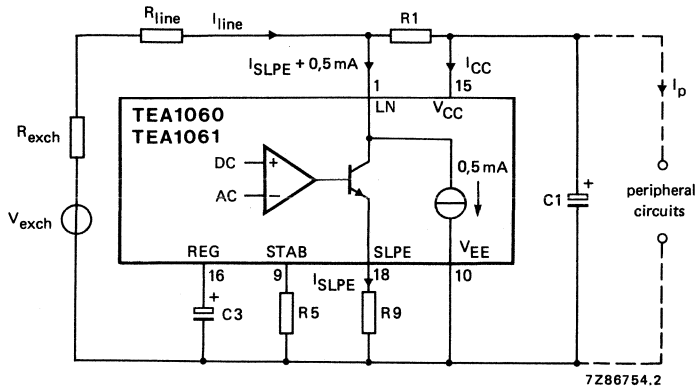 Rline
Iline
R1
ISLPE + 0,5 mA
ICC
1
15
Ip
LN
VCC
TEA1060
TEA1061
Rexch
DC
+
AC
−
0,5 mA
Vexch
C1
+
peripheral
circuits
REG
STAB
SLPE
VEE
16
9
18
10
ISLPE
+
C3
R5
R9
7Z86754.2